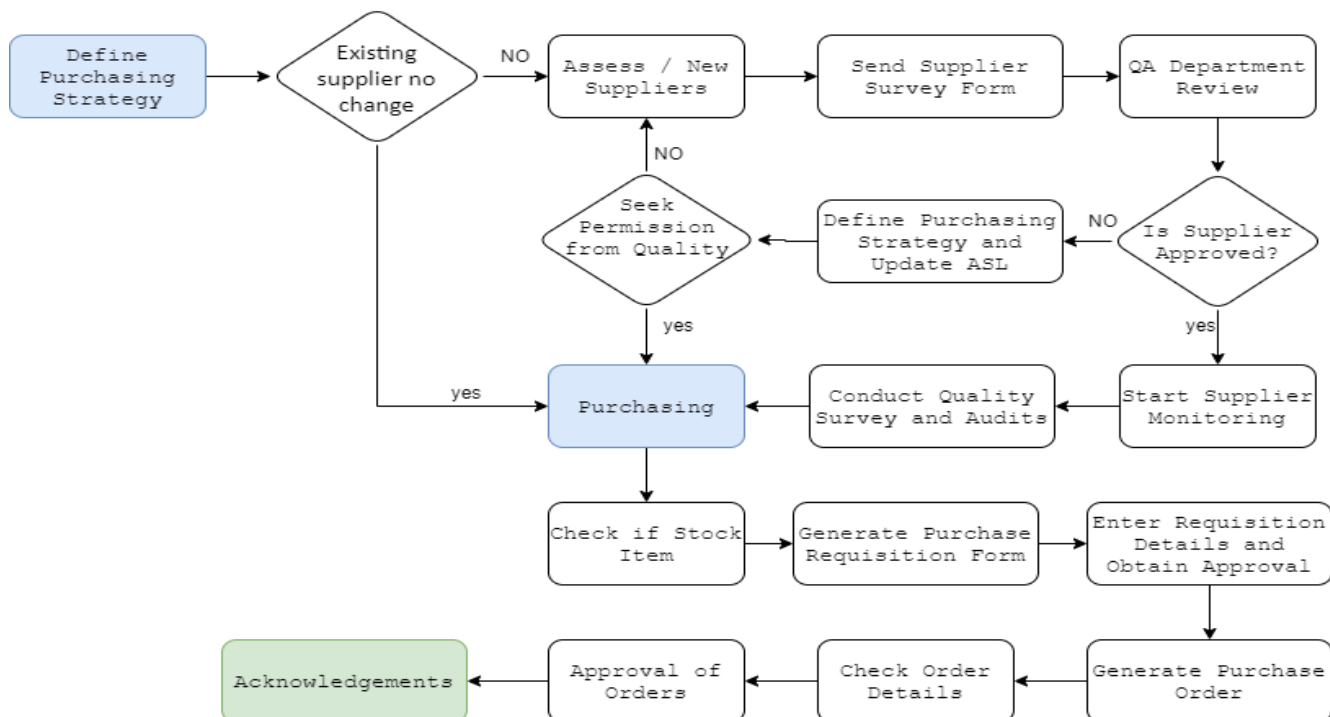 Define
Purchasing
Strategy
Existing
supplier no
change
NO
Assess / New
Suppliers
Send Supplier
Survey Form
QA Department
Review
NO
Seek
Permission
from Quality
Define Purchasing
Strategy and
Update ASL
NO
Is Supplier
Approved?
yes
yes
yes
Purchasing
Conduct Quality
Survey and Audits
Start Supplier
Monitoring
Check if Stock
Item
Generate Purchase
Requisition Form
Enter Requisition
Details and
Obtain Approval
Acknowledgements
Approval of
Orders
Check Order
Details
Generate Purchase
Order